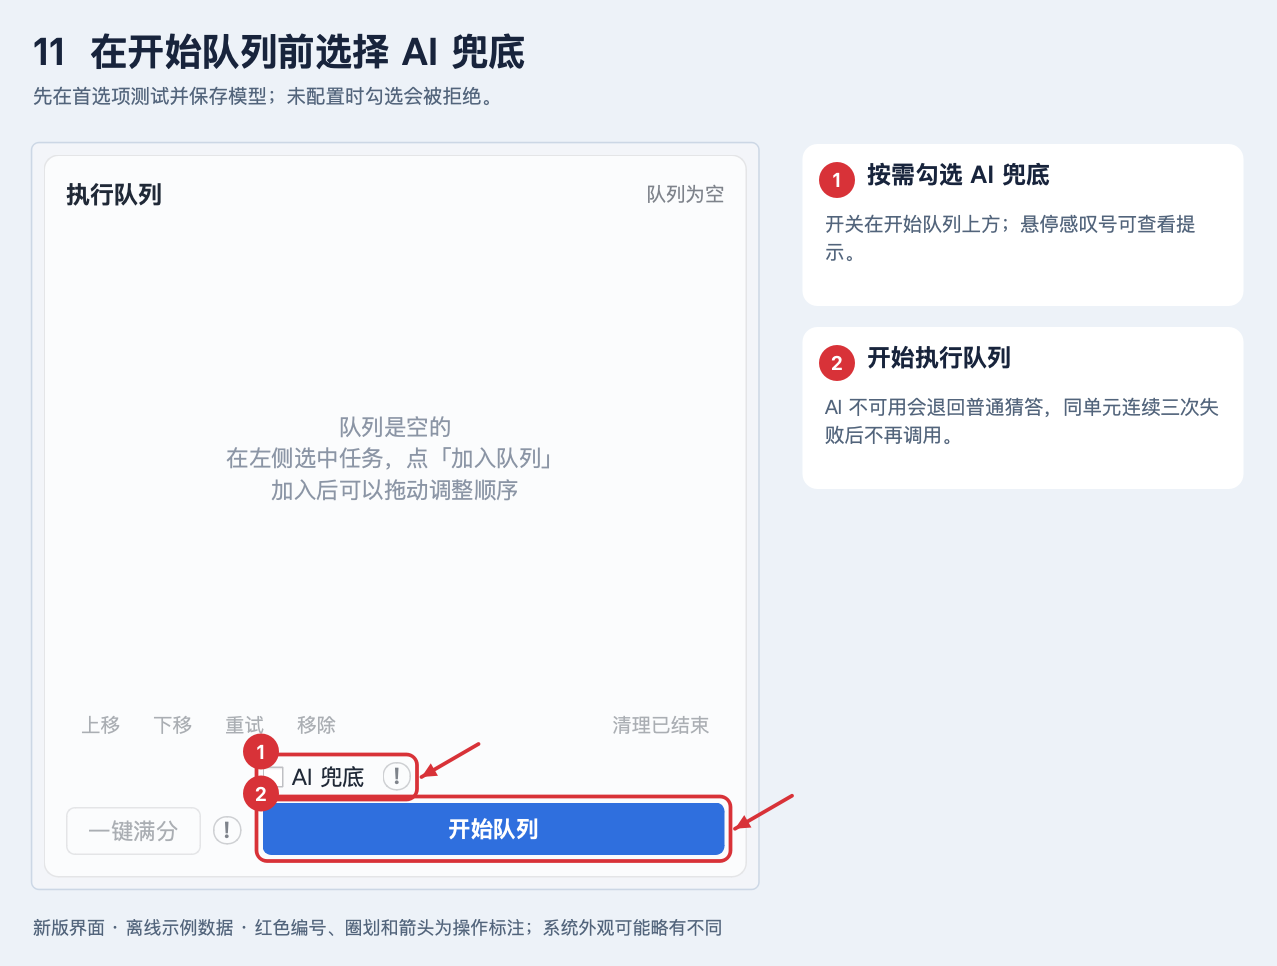 11 在开始队列前选择 AI 兜底
先在首选项测试并保存模型；未配置时勾选会被拒绝。
执行队列
队列为空
队列是空的
在左侧选中任务，点「加入队列」
加入后可以拖动调整顺序
上移 下移 重试 移除 清理已结束
1
AI 兜底 !
2
一键满分 ! 开始队列
1 按需勾选 AI 兜底
开关在开始队列上方；悬停感叹号可查看提
示。
2 开始执行队列
AI 不可用会退回普通猜答，同单元连续三次失
败后不再调用。
新版界面 · 离线示例数据 · 红色编号、圈划和箭头为操作标注；系统外观可能略有不同